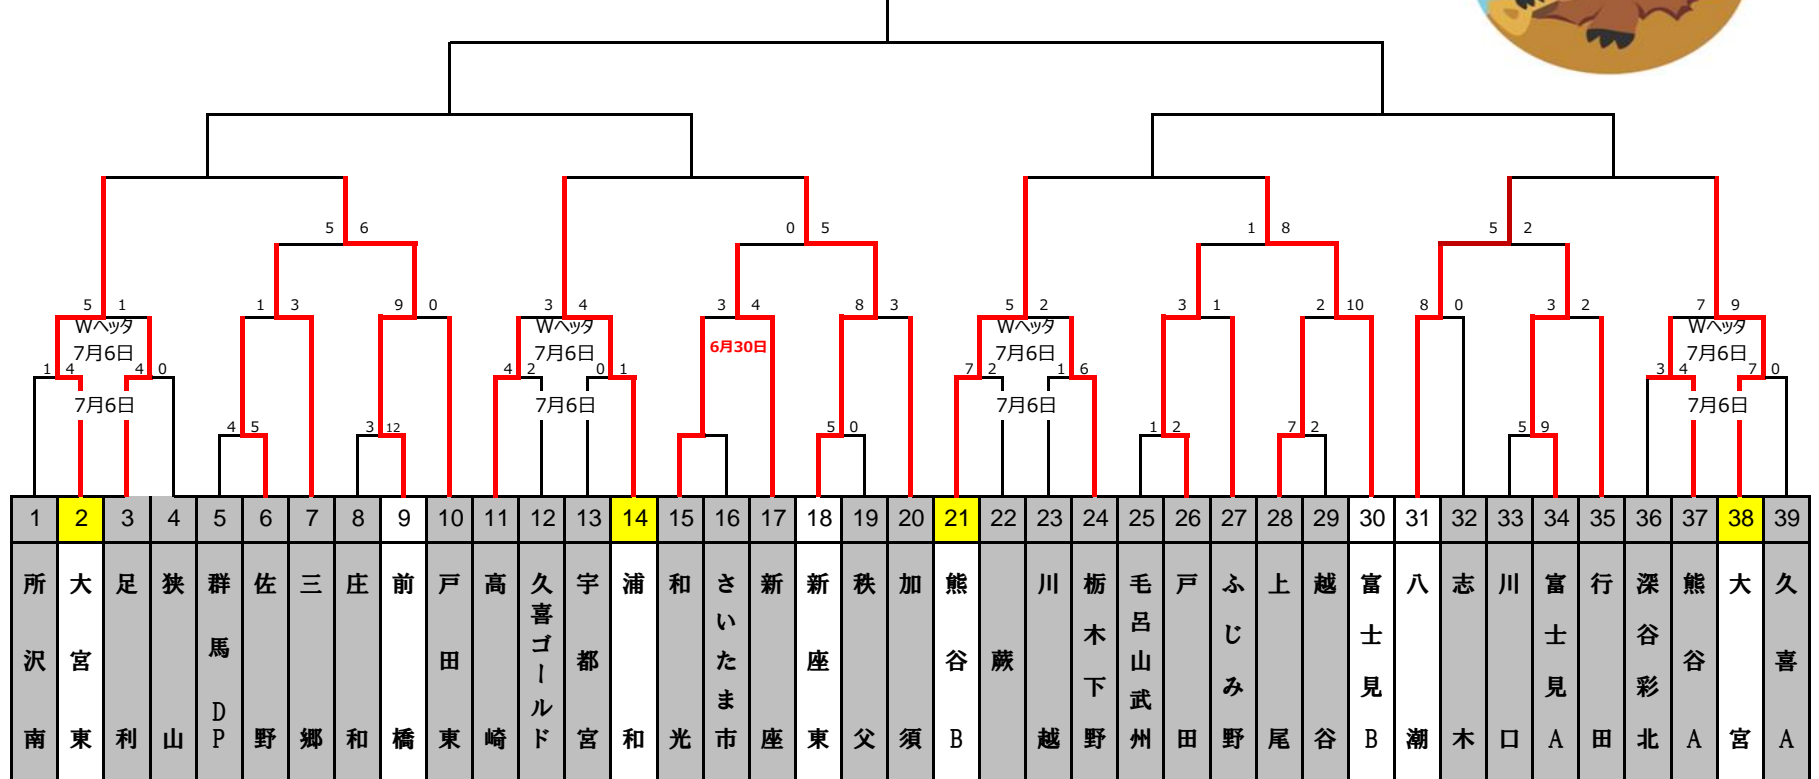 5 6
0 5
1 8
5 2
5 1
1 3
9 0
3 4
3 4
8 3
5 2
3 1
2 10
8 0
3 2
7 9
Wヘッタ
Wヘッタ
Wヘッタ
Wヘッタ
7月6日
7月6日
6月30日
7月6日
7月6日
1 4
4 0
4 2
0 1
7 2
1 6
3 4
7 0
7月6日
7月6日
7月6日
7月6日
4 5
3 12
5 0
1 2
7 2
5 9
1 2 3 4 5 6 7 8 9 10 11 12 13 14 15 16 17 18 19 20 21 22 23 24 25 26 27 28 29 30 31 32 33 34 35 36 37 38 39
所沢南
大宮東
足利
狭山
群馬DP
佐野
三郷
庄和
前橋
戸田東
高崎
久喜ゴールド
宇都宮
浦和
和光
さいたま市
新座
新座東
秩父
加須
熊谷B
蕨
川越
栃木下野
毛呂山武州
戸田
ふじみ野
上尾
越谷
富士見B
八潮
志木
川口
富士見A
行田
深谷彩北
熊谷A
大宮
久喜A